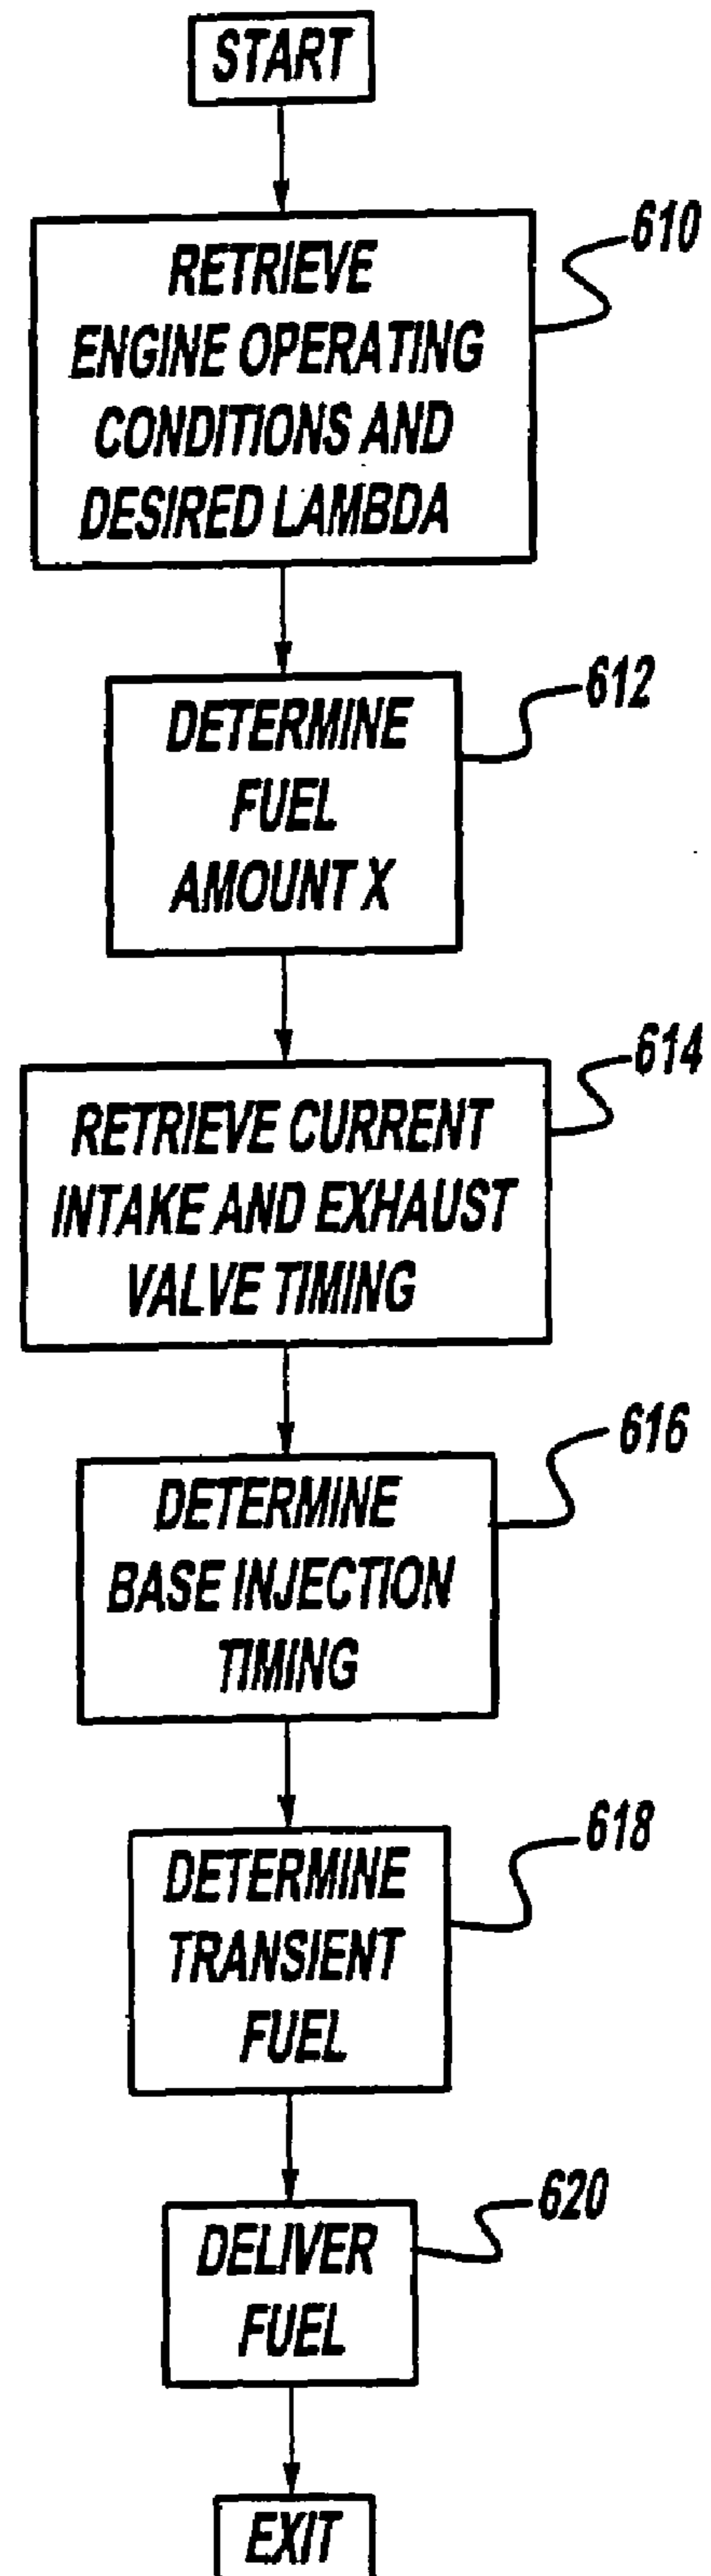 START
610
RETRIEVE
ENGINE OPERATING
CONDITIONS AND
DESIRED LAMBDA
612
DETERMINE
FUEL
AMOUNT X
614
RETRIEVE CURRENT
INTAKE AND EXHAUST
VALVE TIMING
616
DETERMINE
BASE INJECTION
TIMING
618
DETERMINE
TRANSIENT
FUEL
620
DELIVER
FUEL
EXIT